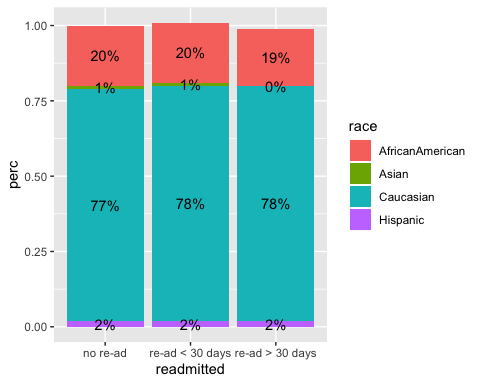 1.00
0.75
0.50
0.25
0.00
perc
20%
20%
19%
1%
1%
0%
77%
78%
78%
2%
2%
2%
no re-ad
re-ad < 30 days
re-ad > 30 days
readmitted
race
AfricanAmerican
Asian
Caucasian
Hispanic